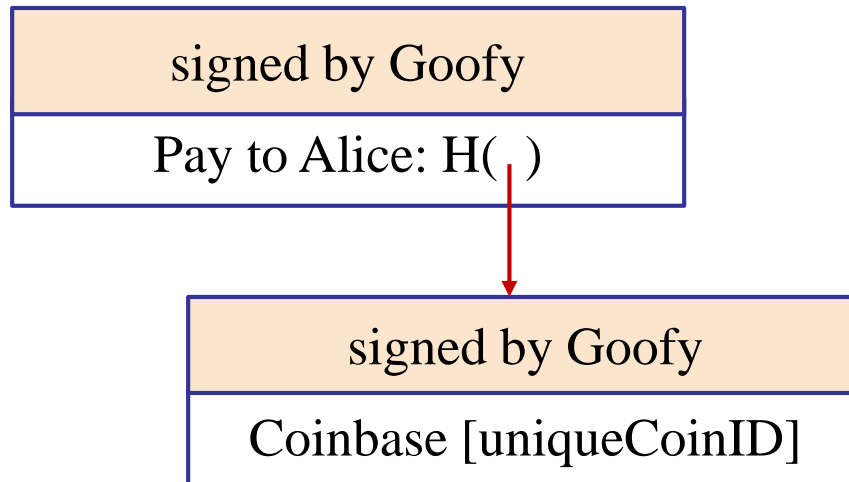 signed by Goofy
Pay to Alice: H( )
signed by Goofy
Coinbase [uniqueCoinID]